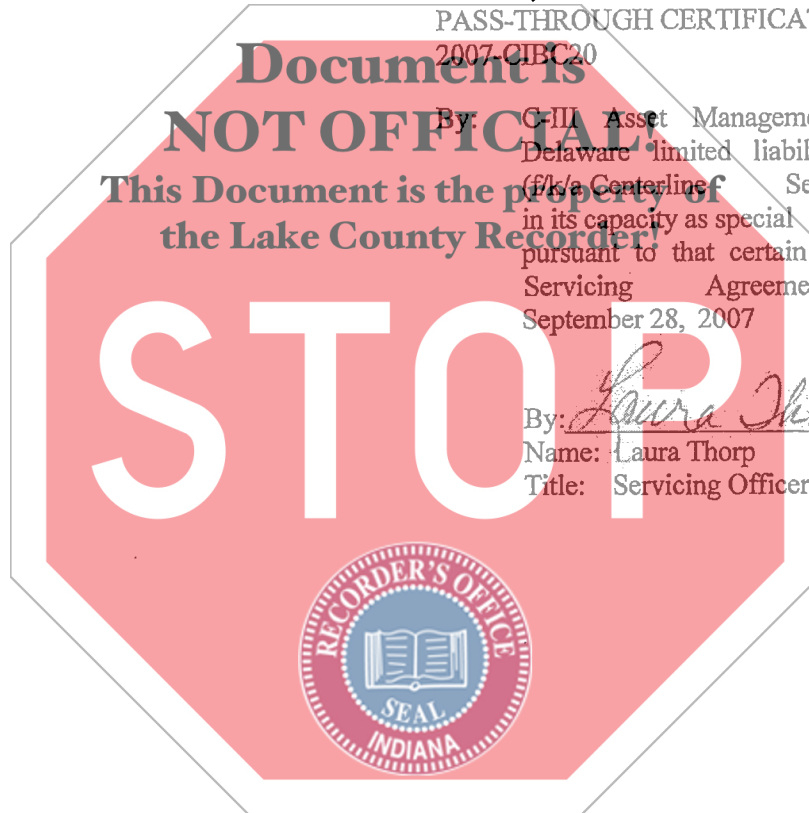 PASS-THROUGH CERTIFICAT
2007-CIBC20
Document is
NOT OFFICIAL!
This Document is the property of
the Lake County Recorder!
By: C-III Asset Manageme
Delaware limited liabil
(f/k/a Centerline Se
in its capacity as special
pursuant to that certain
Servicing Agreeme
September 28, 2007
STOP
By: Laura Th
Name: Laura Thorp
Title: Servicing Officer
RECORDER'S OFFICE
SEAL
INDIANA